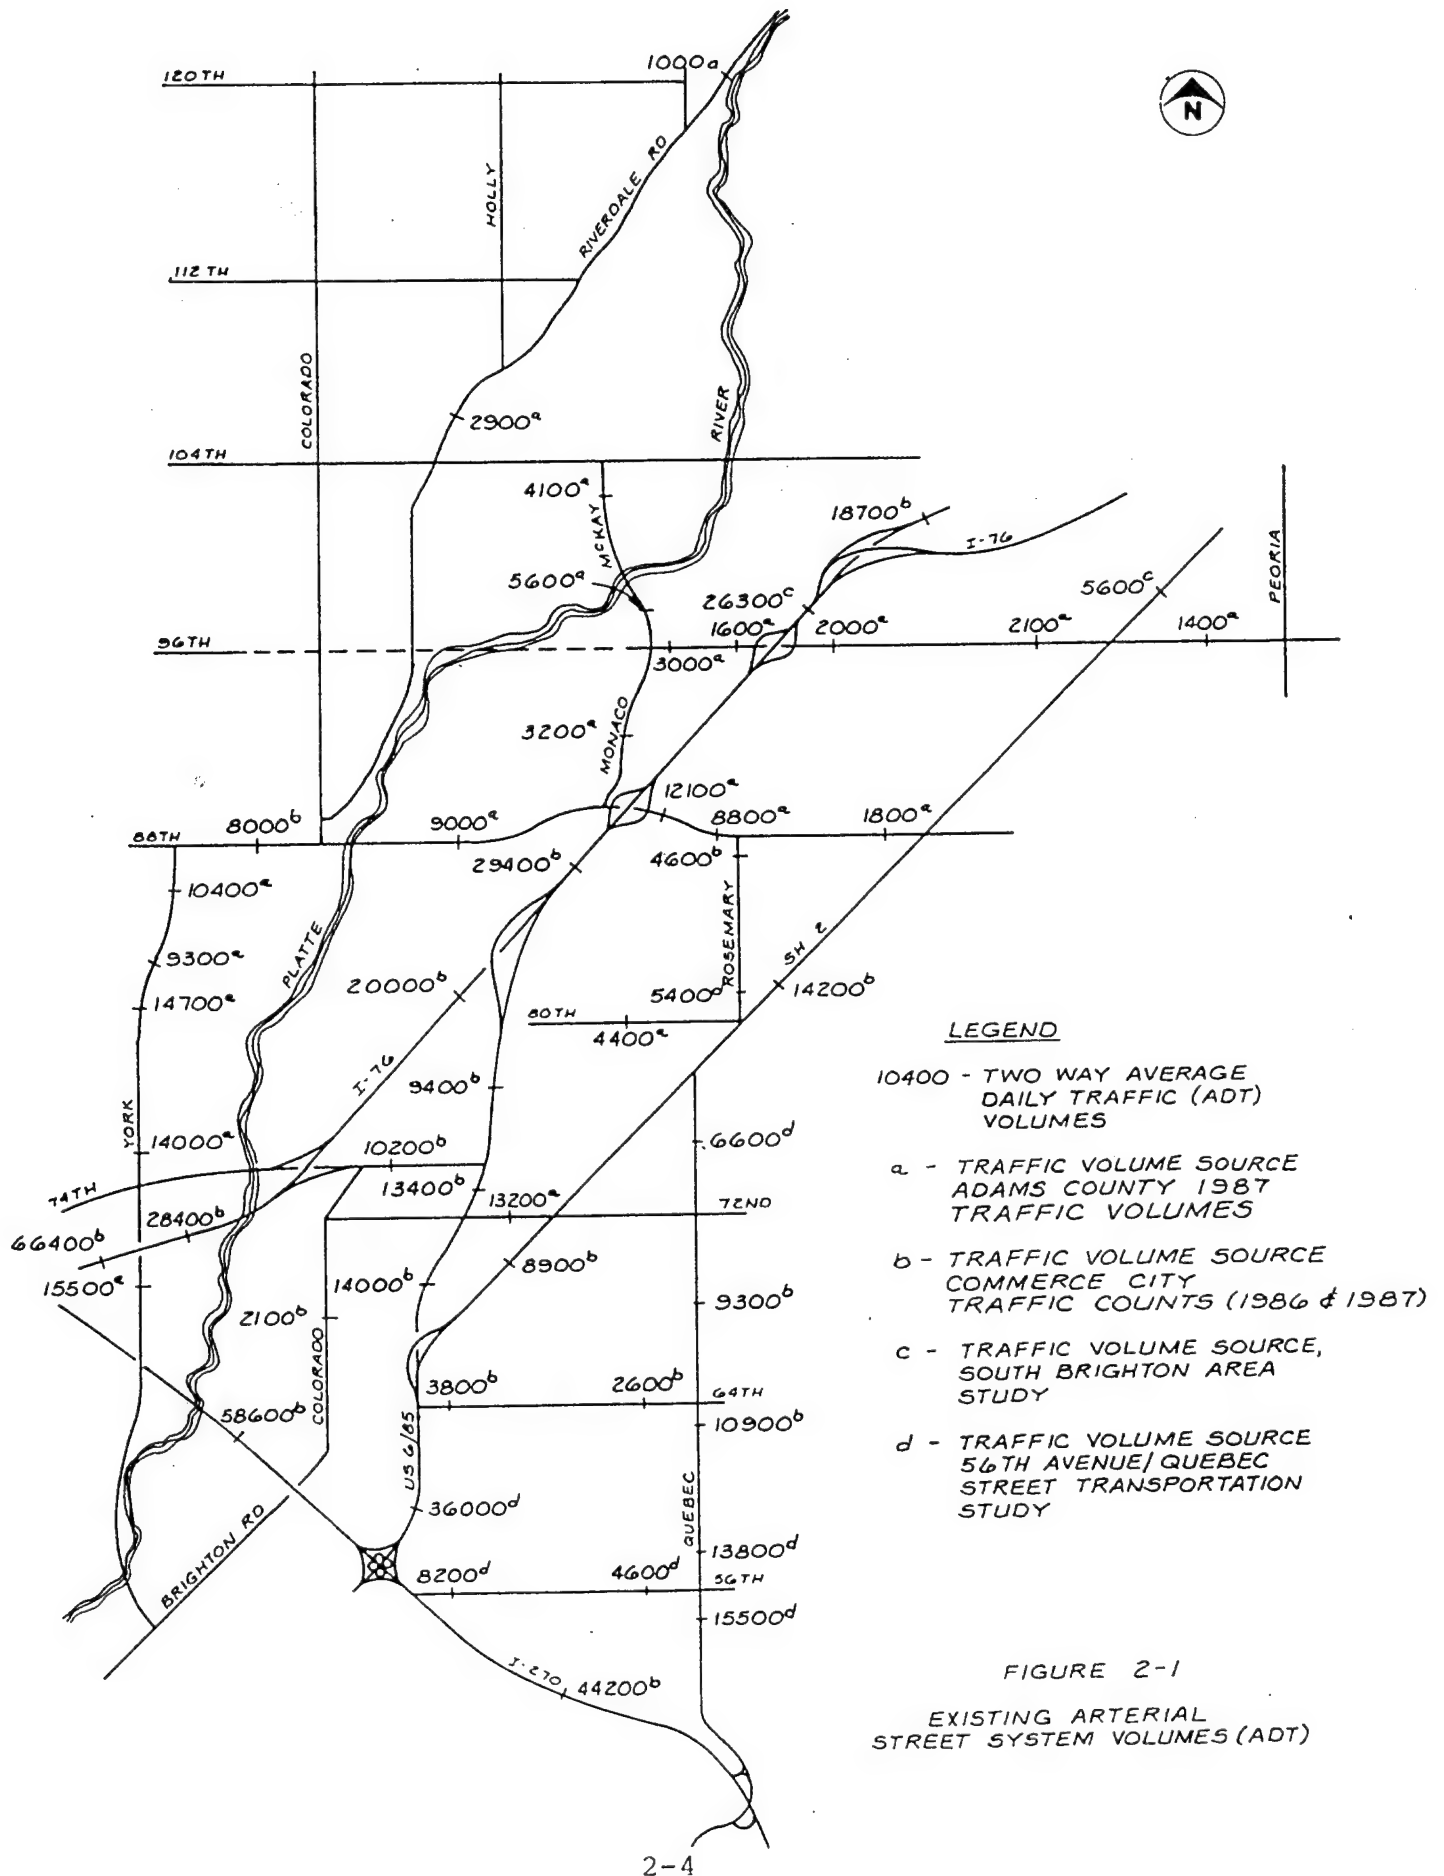 1000a
120TH
N
HOLLY
RIVERDALE RD
112TH
COLORADO
2900a
RIVER
104TH
4100a
MCKAY
18700b
I-76
PEORIA
5600a
26300c
5600c
1600a
2000a
2100a
1400a
96TH
3000a
MONACO
3200a
12100a
88TH
8000b
9000a
8800a
1800a
29400b
4600b
10400a
ROSEMARY
PLATTE
9300a
SH 2
14700a
20000b
5400d
14200b
80TH
4400a
I-76
9400b
YORK
14000a
10200b
6600d
74TH
13400b
13200a
72ND
28400b
66400b
15500a
14000b
8900b
2100b
9300b
COLORADO
3800b
2600b
64TH
58600b
10900b
US 6/85
36000d
QUEBEC
BRIGHTON RD
13800d
8200d
4600d
56TH
15500d
I-270
44200b
LEGEND
10400 - TWO WAY AVERAGE
DAILY TRAFFIC (ADT)
VOLUMES
a - TRAFFIC VOLUME SOURCE
ADAMS COUNTY 1987
TRAFFIC VOLUMES
b - TRAFFIC VOLUME SOURCE
COMMERCE CITY
TRAFFIC COUNTS (1986 & 1987)
c - TRAFFIC VOLUME SOURCE,
SOUTH BRIGHTON AREA
STUDY
d - TRAFFIC VOLUME SOURCE
56TH AVENUE/QUEBEC
STREET TRANSPORTATION
STUDY
FIGURE 2-1
EXISTING ARTERIAL
STREET SYSTEM VOLUMES (ADT)
2-4